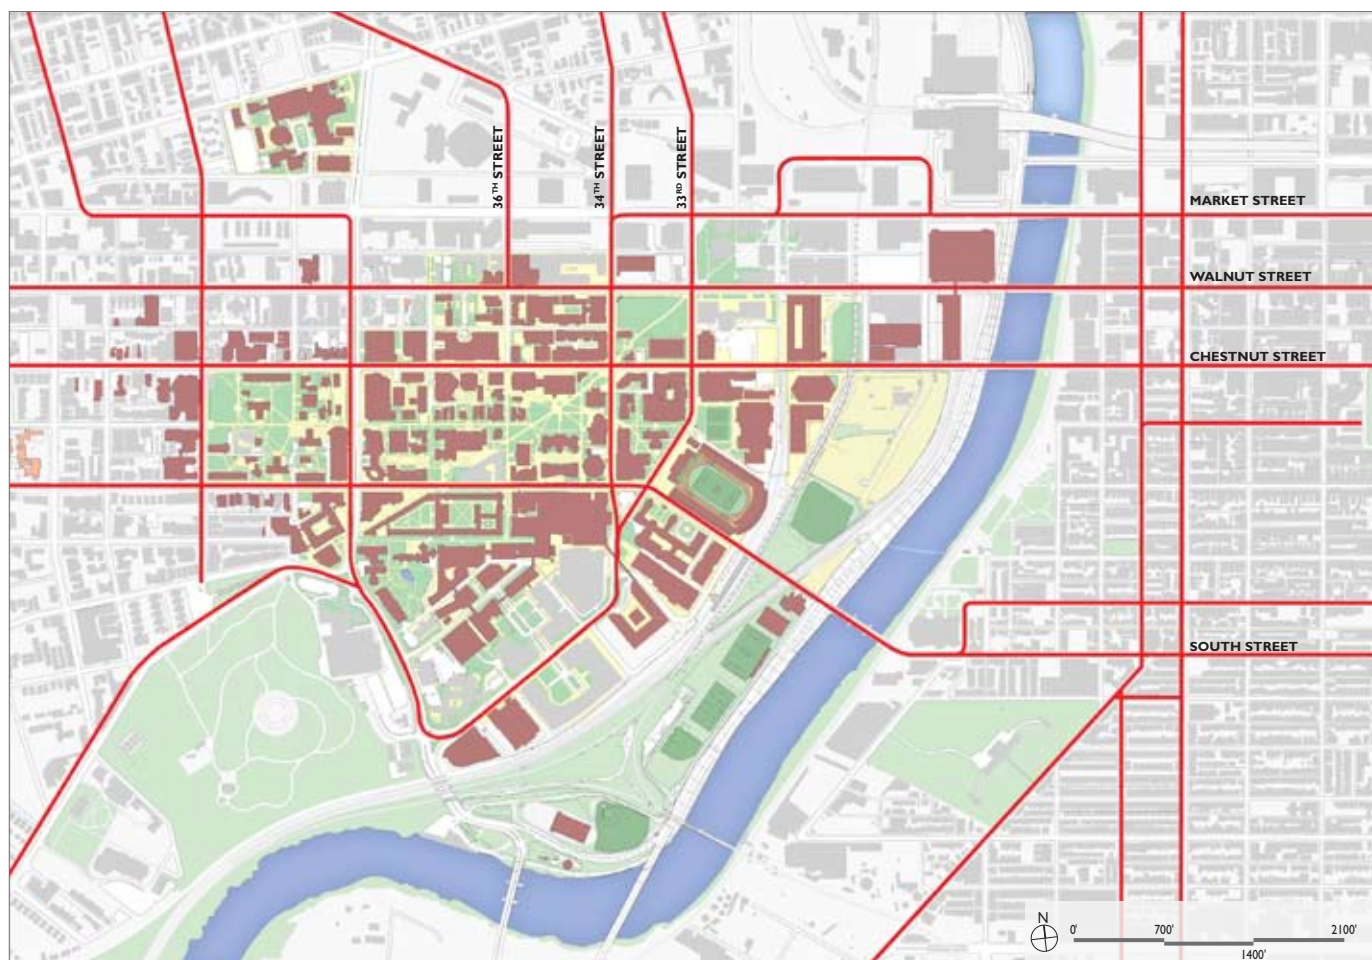 36TH STREET
34TH STREET
33RD STREET
MARKET STREET
WALNUT STREET
CHESTNUT STREET
SOUTH STREET
N
0' 700' 2100'
1400'